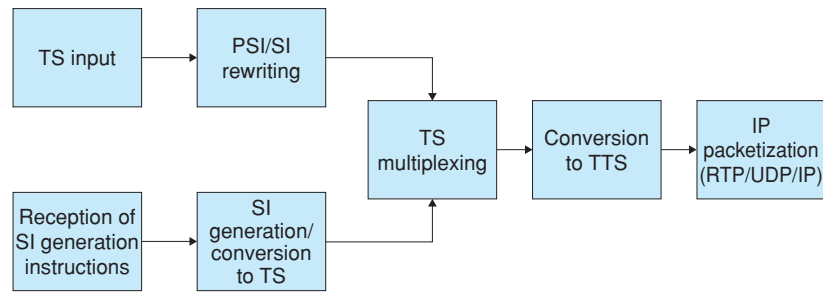 TS input
PSI/SI
rewriting
TS
multiplexing
Conversion
to TTS
IP
packetization
(RTP/UDP/IP)
Reception of
SI generation
instructions
SI
generation/
conversion
to TS